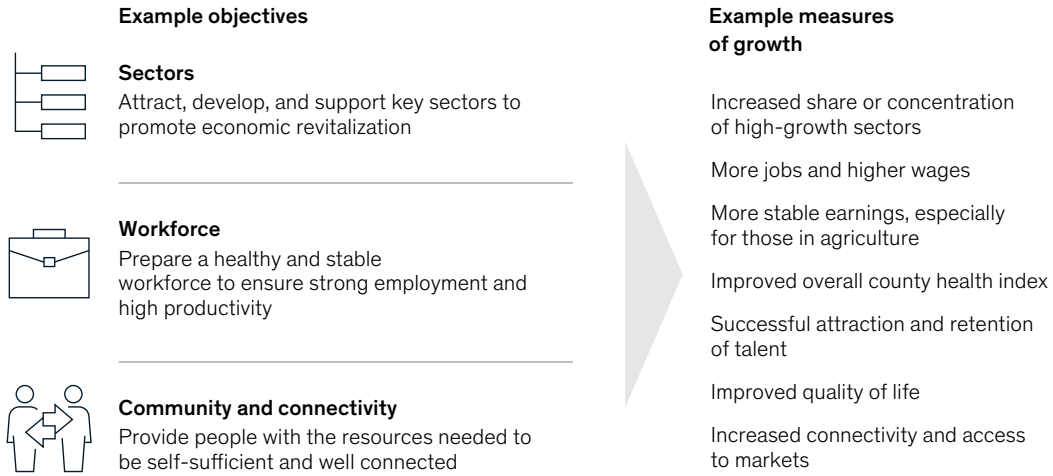 Example objectives
Sectors
Attract, develop, and support key sectors to
promote economic revitalization
Workforce
Prepare a healthy and stable
workforce to ensure strong employment and
high productivity
Community and connectivity
Provide people with the resources needed to
be self-sufficient and well connected
Example measures
of growth
Increased share or concentration
of high-growth sectors
More jobs and higher wages
More stable earnings, especially
for those in agriculture
Improved overall county health index
Successful attraction and retention
of talent
Improved quality of life
Increased connectivity and access
to markets